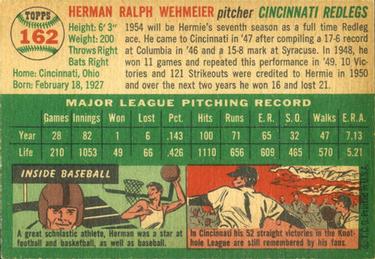 TOPPS
162
HERMAN RALPH WEHMEIER pitcher CINCINNATI REDLEGS
Height: 6' 3"
Weight: 200
Throws Right
Bats Right
Home: Cincinnati, Ohio
Born: February 18, 1927
1954 will be Hermie's seventh season as a full time Redleg
ace. He came to Cincinnati in '47 after compiling a 17-6 record
at Columbia in '46 and a 15-8 mark at Syracuse. In 1948, he
won 11 games and repeated this performance in '49. 10 Vic-
tories and 121 Strikeouts were credited to Hermie in 1950
and over the next two years he won 16 and lost 21.
MAJOR LEAGUE PITCHING RECORD
Games Innings Won Lost Pct. Hits Runs E.R. S.O. Walks E.R.A.
Year 28 82 1 6 .143 100 71 65 32 47 7.13
Life 210 1053 49 66 .426 1110 656 609 465 570 5.21
INSIDE BASEBALL
A great scholastic athlete, Herman was a star at
football and basketball, as well as baseball.
In Cincinnati his 52 straight victories in the Knot-
hole League are still remembered by his fans.